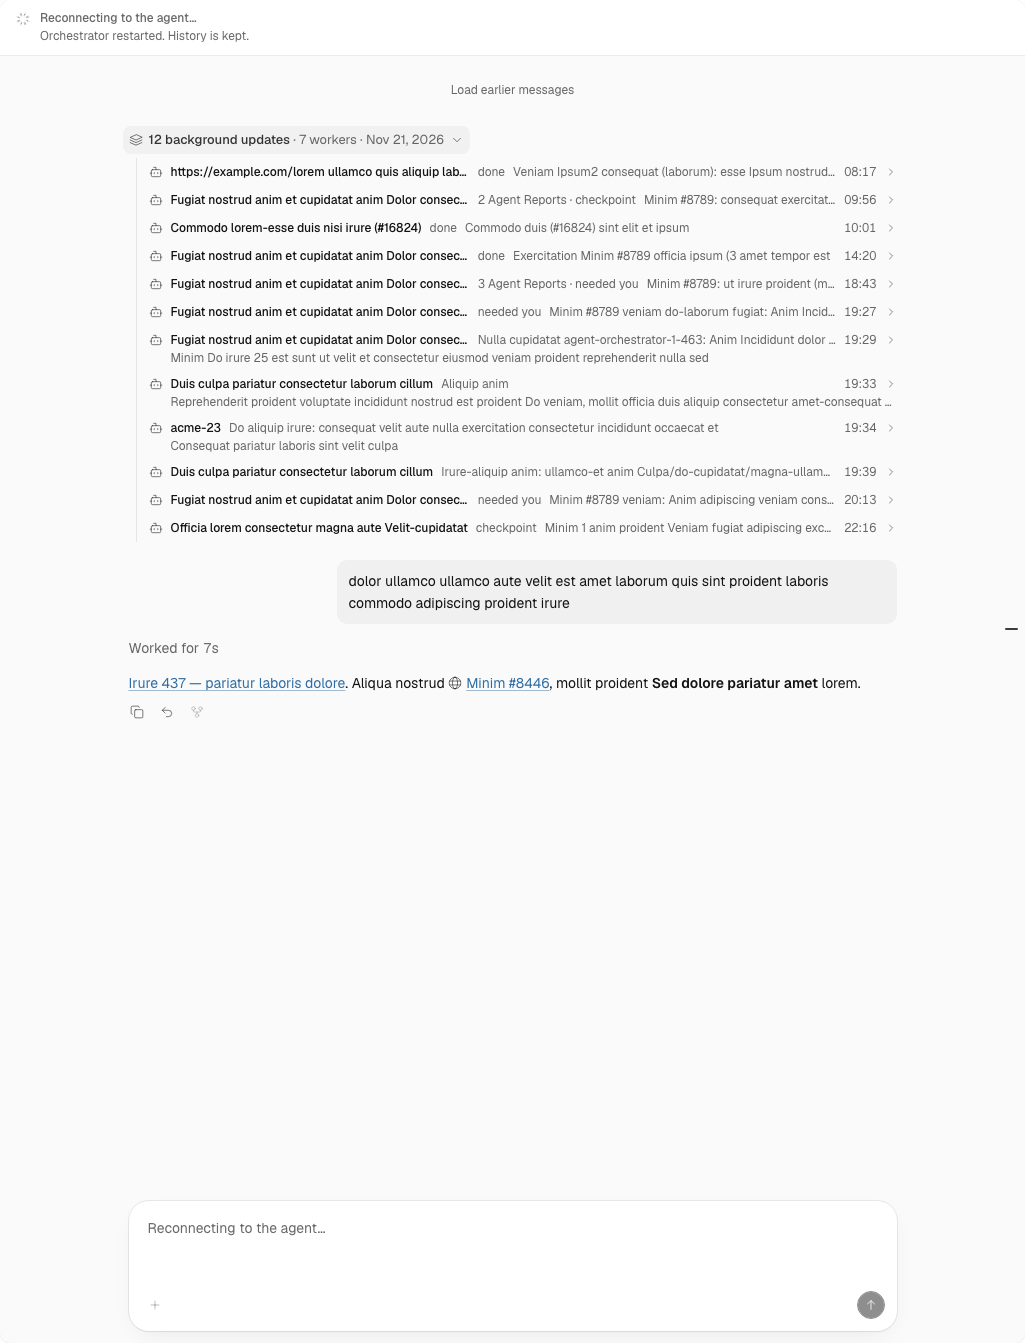 Reconnecting to the agent…
Orchestrator restarted. History is kept.
Load earlier messages
12 background updates · 7 workers · Nov 21, 2026
https://example.com/lorem ullamco quis aliquip lab… done Veniam Ipsum2 consequat (laborum): esse Ipsum nostrud… 08:17
Fugiat nostrud anim et cupidatat anim Dolor consec… 2 Agent Reports · checkpoint Minim #8789: consequat exercitat… 09:56
Commodo lorem-esse duis nisi irure (#16824) done Commodo duis (#16824) sint elit et ipsum 10:01
Fugiat nostrud anim et cupidatat anim Dolor consec… done Exercitation Minim #8789 officia ipsum (3 amet tempor est 14:20
Fugiat nostrud anim et cupidatat anim Dolor consec… 3 Agent Reports · needed you Minim #8789: ut irure proident (m… 18:43
Fugiat nostrud anim et cupidatat anim Dolor consec… needed you Minim #8789 veniam do-laborum fugiat: Anim Incid… 19:27
Fugiat nostrud anim et cupidatat anim Dolor consec… Nulla cupidatat agent-orchestrator-1-463: Anim Incididunt dolor … 19:29
Minim Do irure 25 est sunt ut velit et consectetur eiusmod veniam proident reprehenderit nulla sed
Duis culpa pariatur consectetur laborum cillum Aliquip anim 19:33
Reprehenderit proident voluptate incididunt nostrud est proident Do veniam, mollit officia duis aliquip consectetur amet-consequat …
acme-23 Do aliquip irure: consequat velit aute nulla exercitation consectetur incididunt occaecat et 19:34
Consequat pariatur laboris sint velit culpa
Duis culpa pariatur consectetur laborum cillum Irure-aliquip anim: ullamco-et anim Culpa/do-cupidatat/magna-ullam… 19:39
Fugiat nostrud anim et cupidatat anim Dolor consec… needed you Minim #8789 veniam: Anim adipiscing veniam cons… 20:13
Officia lorem consectetur magna aute Velit-cupidatat checkpoint Minim 1 anim proident Veniam fugiat adipiscing exc… 22:16
dolor ullamco ullamco aute velit est amet laborum quis sint proident laboris
commodo adipiscing proident irure
Worked for 7s
Irure 437 — pariatur laboris dolore. Aliqua nostrud Minim #8446, mollit proident Sed dolore pariatur amet lorem.
Reconnecting to the agent…